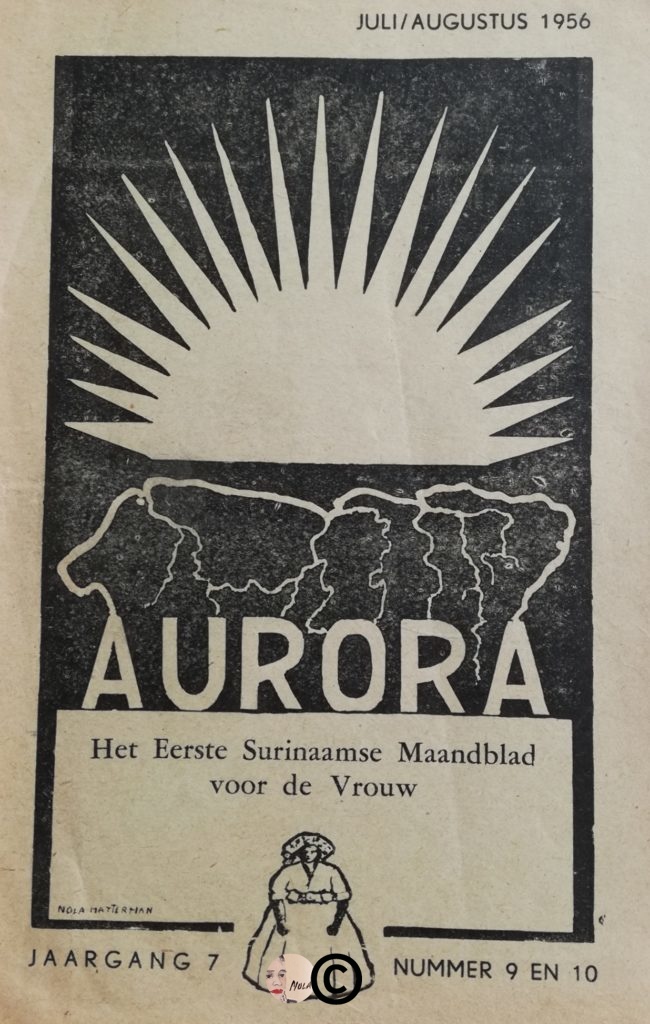 JULI/AUGUSTUS 1956
AURORA
Het Eerste Surinaamse Maandblad
voor de Vrouw
NOLA HATTERMAN
JAARGANG 7
NOLA
©
NUMMER 9 EN 10